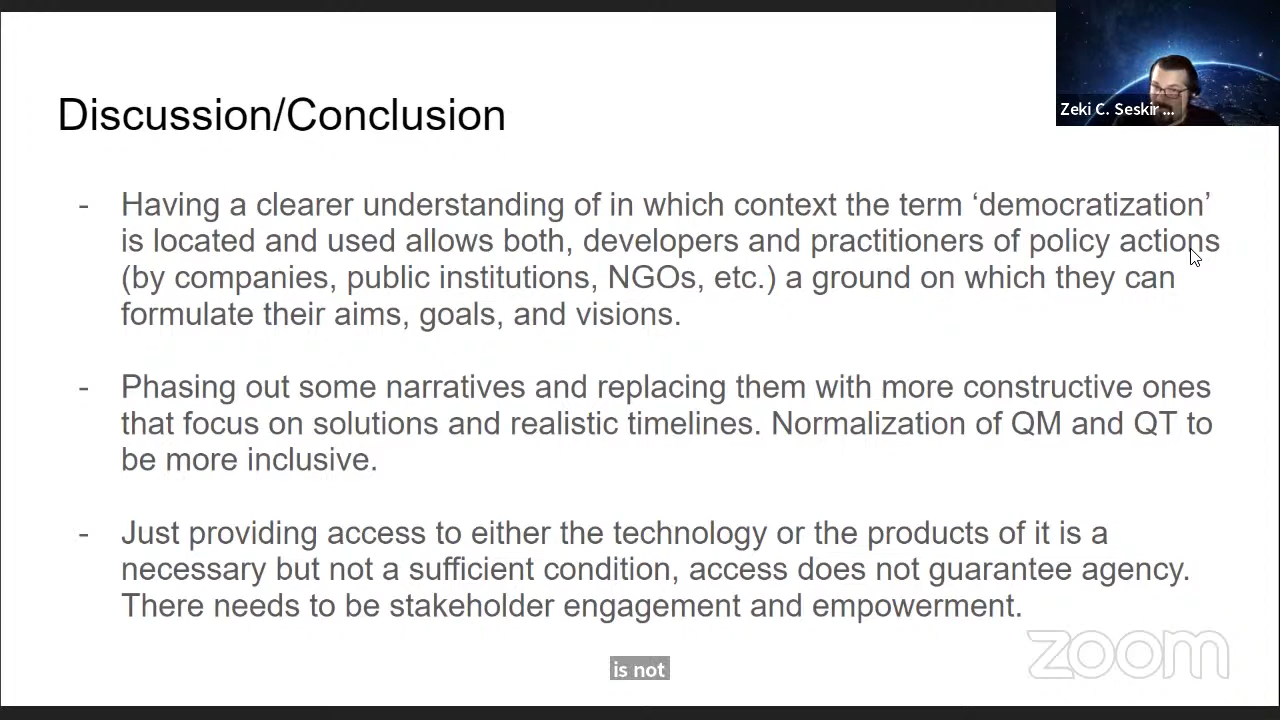 Discussion/Conclusion
Zeki C. Seskir ...
- Having a clearer understanding of in which context the term ‘democratization’
is located and used allows both, developers and practitioners of policy actions
(by companies, public institutions, NGOs, etc.) a ground on which they can
formulate their aims, goals, and visions.
- Phasing out some narratives and replacing them with more constructive ones
that focus on solutions and realistic timelines. Normalization of QM and QT to
be more inclusive.
- Just providing access to either the technology or the products of it is a
necessary but not a sufficient condition, access does not guarantee agency.
There needs to be stakeholder engagement and empowerment.
zoom
is not